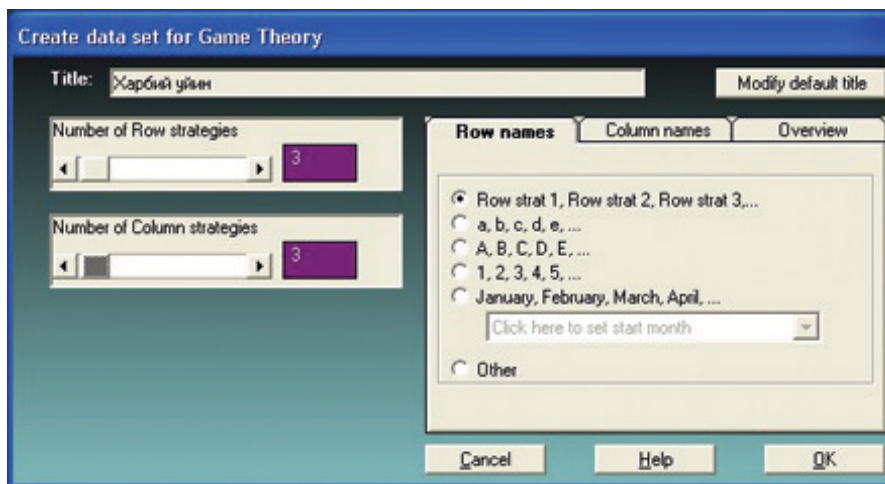 Create data set for Game Theory
Title: Харбий уйин
Modify default title
Number of Row strategies
3
Number of Column strategies
3
Row names Column names Overview
Row strat 1, Row strat 2, Row strat 3,...
a, b, c, d, e, ...
A, B, C, D, E, ...
1, 2, 3, 4, 5, ...
January, February, March, April, ...
Click here to set start month
Other
Cancel Help OK